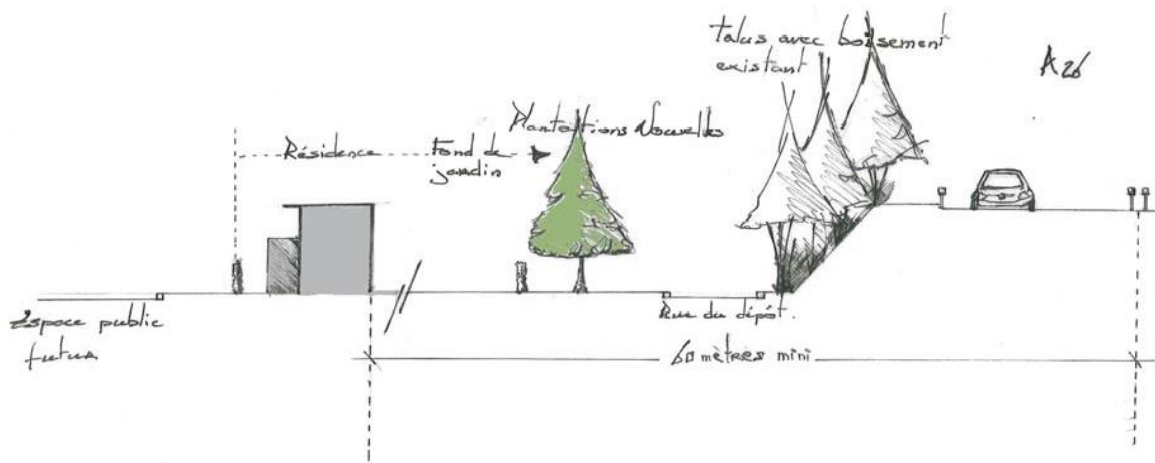 talus avec boisement
existant
A26
Plantations Nouvelles
Résidence
Fond de
jardin
Rue du dépôt.
Espace public
futur
60 mètres mini